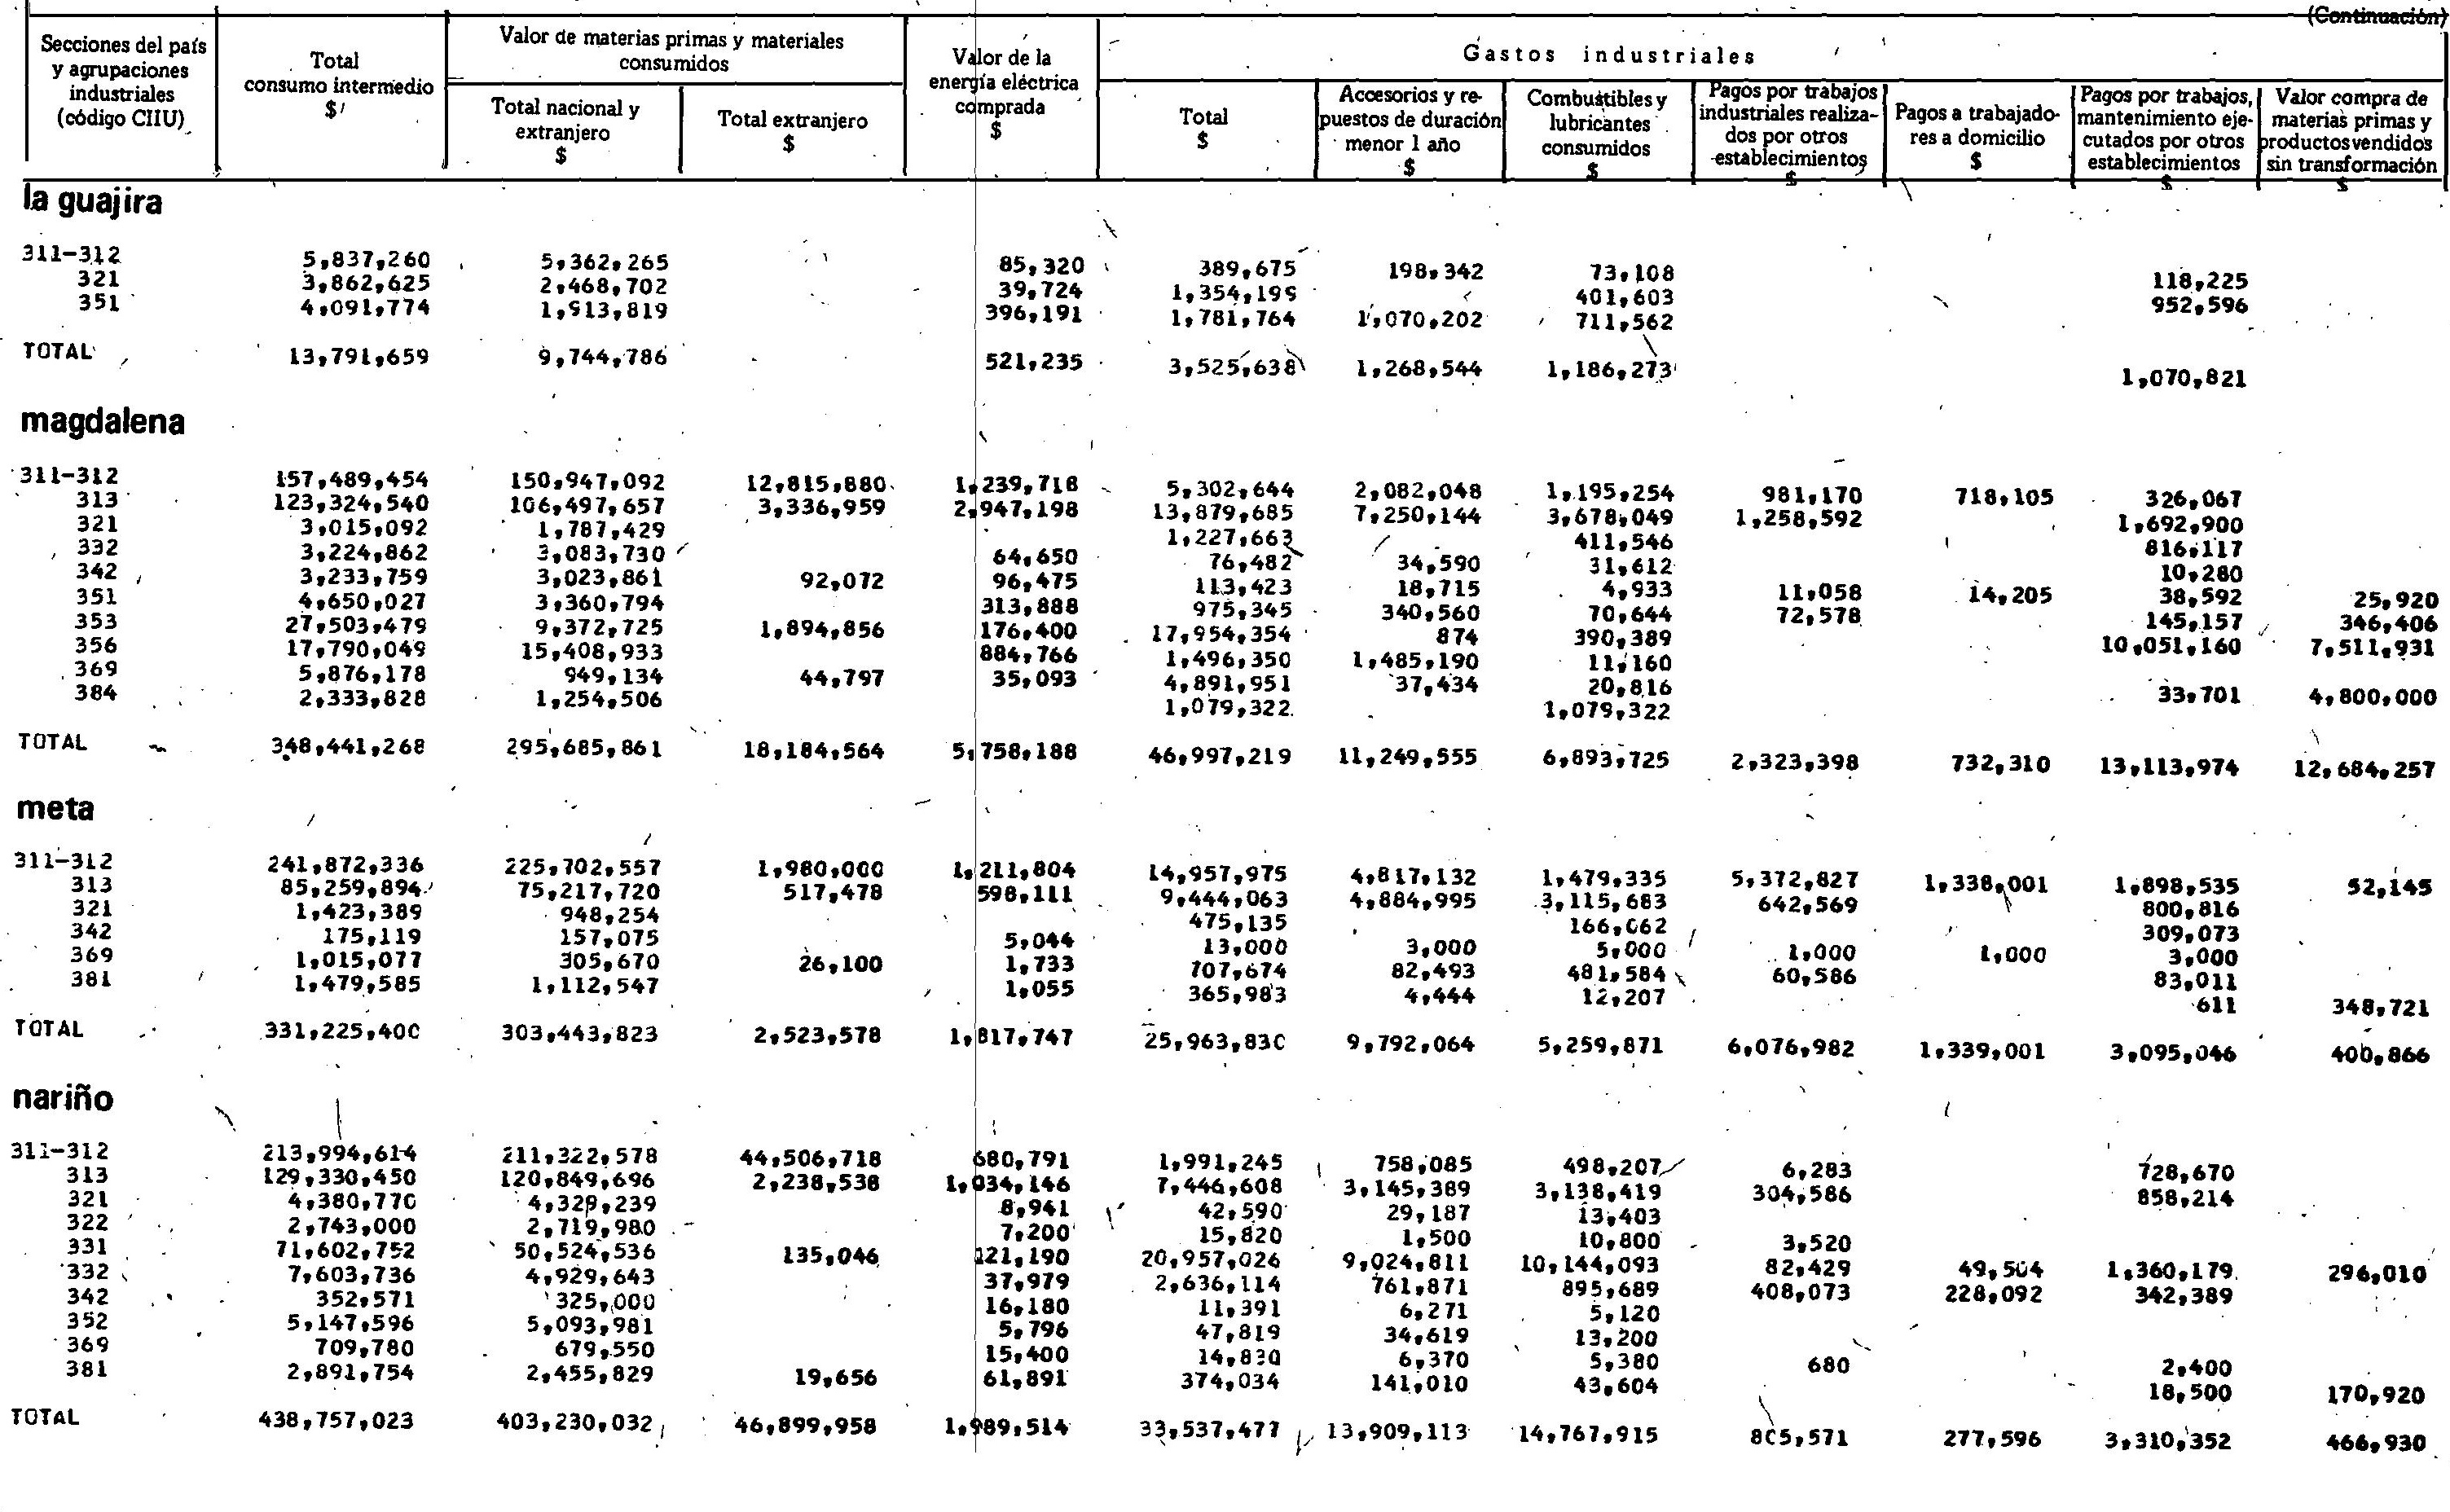 (Continuación)
Secciones del país y agrupaciones industriales (código CIIU)
Total consumo intermedio $
Valor de materias primas y materiales consumidos
Total nacional y extranjero $
Total extranjero $
Valor de la energía eléctrica comprada $
Gastos industriales
Total $
Accesorios y repuestos de duración menor 1 año $
Combustibles y lubricantes consumidos $
Pagos por trabajos industriales realizados por otros establecimientos $
Pagos a trabajadores a domicilio $
Pagos por trabajos, mantenimiento ejecutados por otros establecimientos $
Valor compra de materias primas y productos vendidos sin transformación $
la guajira
311-312 5,837,260 5,362,265 85,320 389,675 198,342 73,108 118,225
321 3,862,625 2,468,702 39,724 1,354,199 401,603 952,596
351 4,091,774 1,913,819 396,191 1,781,764 1,070,202 711,562
TOTAL 13,791,659 9,744,786 521,235 3,525,638 1,268,544 1,186,273 1,070,821
magdalena
311-312 157,489,454 150,947,092 12,815,880 1,239,718 5,302,644 2,082,048 1,195,254 981,170 718,105 326,067
313 123,324,540 106,497,657 3,336,959 2,947,198 13,879,685 7,250,144 3,678,049 1,258,592 1,692,900
321 3,015,092 1,787,429 1,227,663 411,546 816,117
332 3,224,862 3,083,730 64,650 76,482 34,590 31,612 10,280
342 3,233,759 3,023,861 92,072 96,475 113,423 18,715 4,933 11,058 14,205 38,592 25,920
351 4,650,027 3,360,794 313,888 975,345 340,560 70,644 72,578 145,157 346,406
353 27,503,479 9,372,725 1,894,856 176,400 17,954,354 874 390,389 10,051,160 7,511,931
356 17,790,049 15,408,933 884,766 1,496,350 1,485,190 11,160
369 5,876,178 949,134 44,797 35,093 4,891,951 37,434 20,816 33,701 4,800,000
384 2,333,828 1,254,506 1,079,322 1,079,322
TOTAL 348,441,268 295,685,861 18,184,564 5,758,188 46,997,219 11,249,555 6,893,725 2,323,398 732,310 13,113,974 12,684,257
meta
311-312 241,872,336 225,702,557 1,980,000 1,211,804 14,957,975 4,817,132 1,479,335 5,372,827 1,338,001 1,898,535 52,145
313 85,259,894 75,217,720 517,478 598,111 9,444,063 4,884,995 3,115,683 642,569 800,816
321 1,423,389 948,254 475,135 166,062 309,073
342 175,119 157,075 5,044 13,000 3,000 5,000 1,000 1,000 3,000
369 1,015,077 305,670 26,100 1,733 707,674 82,493 481,584 60,586 83,011
381 1,479,585 1,112,547 1,055 365,983 4,444 12,207 611 348,721
TOTAL 331,225,400 303,443,823 2,523,578 1,817,747 25,963,830 9,792,064 5,259,871 6,076,982 1,339,001 3,095,046 400,866
nariño
311-312 213,994,614 211,322,578 44,506,718 680,791 1,991,245 758,085 498,207 6,283 728,670
313 129,330,450 120,849,696 2,238,538 1,034,146 7,446,608 3,145,389 3,138,419 304,586 858,214
321 4,380,770 4,329,239 8,941 42,590 29,187 13,403
322 2,743,000 2,719,980 7,200 15,820 1,500 10,800 3,520
331 71,602,752 50,524,536 135,046 121,190 20,957,026 9,024,811 10,144,093 82,429 49,504 1,360,179 296,010
332 7,603,736 4,929,643 37,979 2,636,114 761,871 895,689 408,073 228,092 342,389
342 352,571 325,000 16,180 11,391 6,271 5,120
352 5,147,596 5,093,981 5,796 47,819 34,619 13,200
369 709,780 679,550 15,400 14,830 6,370 5,380 680 2,400
381 2,891,754 2,455,829 19,656 61,891 374,034 141,010 43,604 18,500 170,920
TOTAL 438,757,023 403,230,032 46,899,958 1,989,514 33,537,477 13,909,113 14,767,915 805,571 277,596 3,310,352 466,930